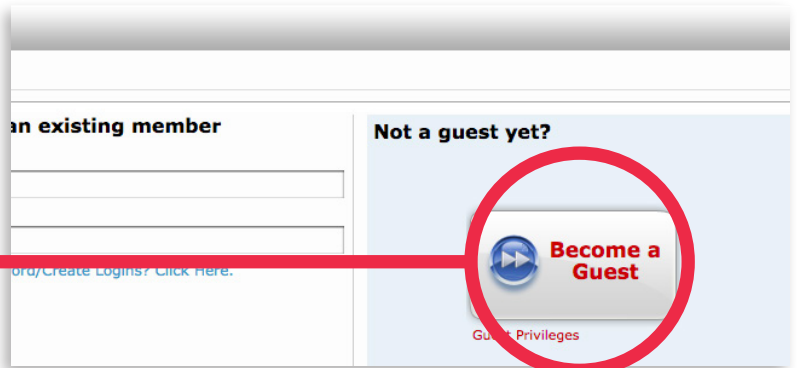 an existing member
Not a guest yet?
Become a
Guest
ord/Create Logins? Click Here.
Guest Privileges